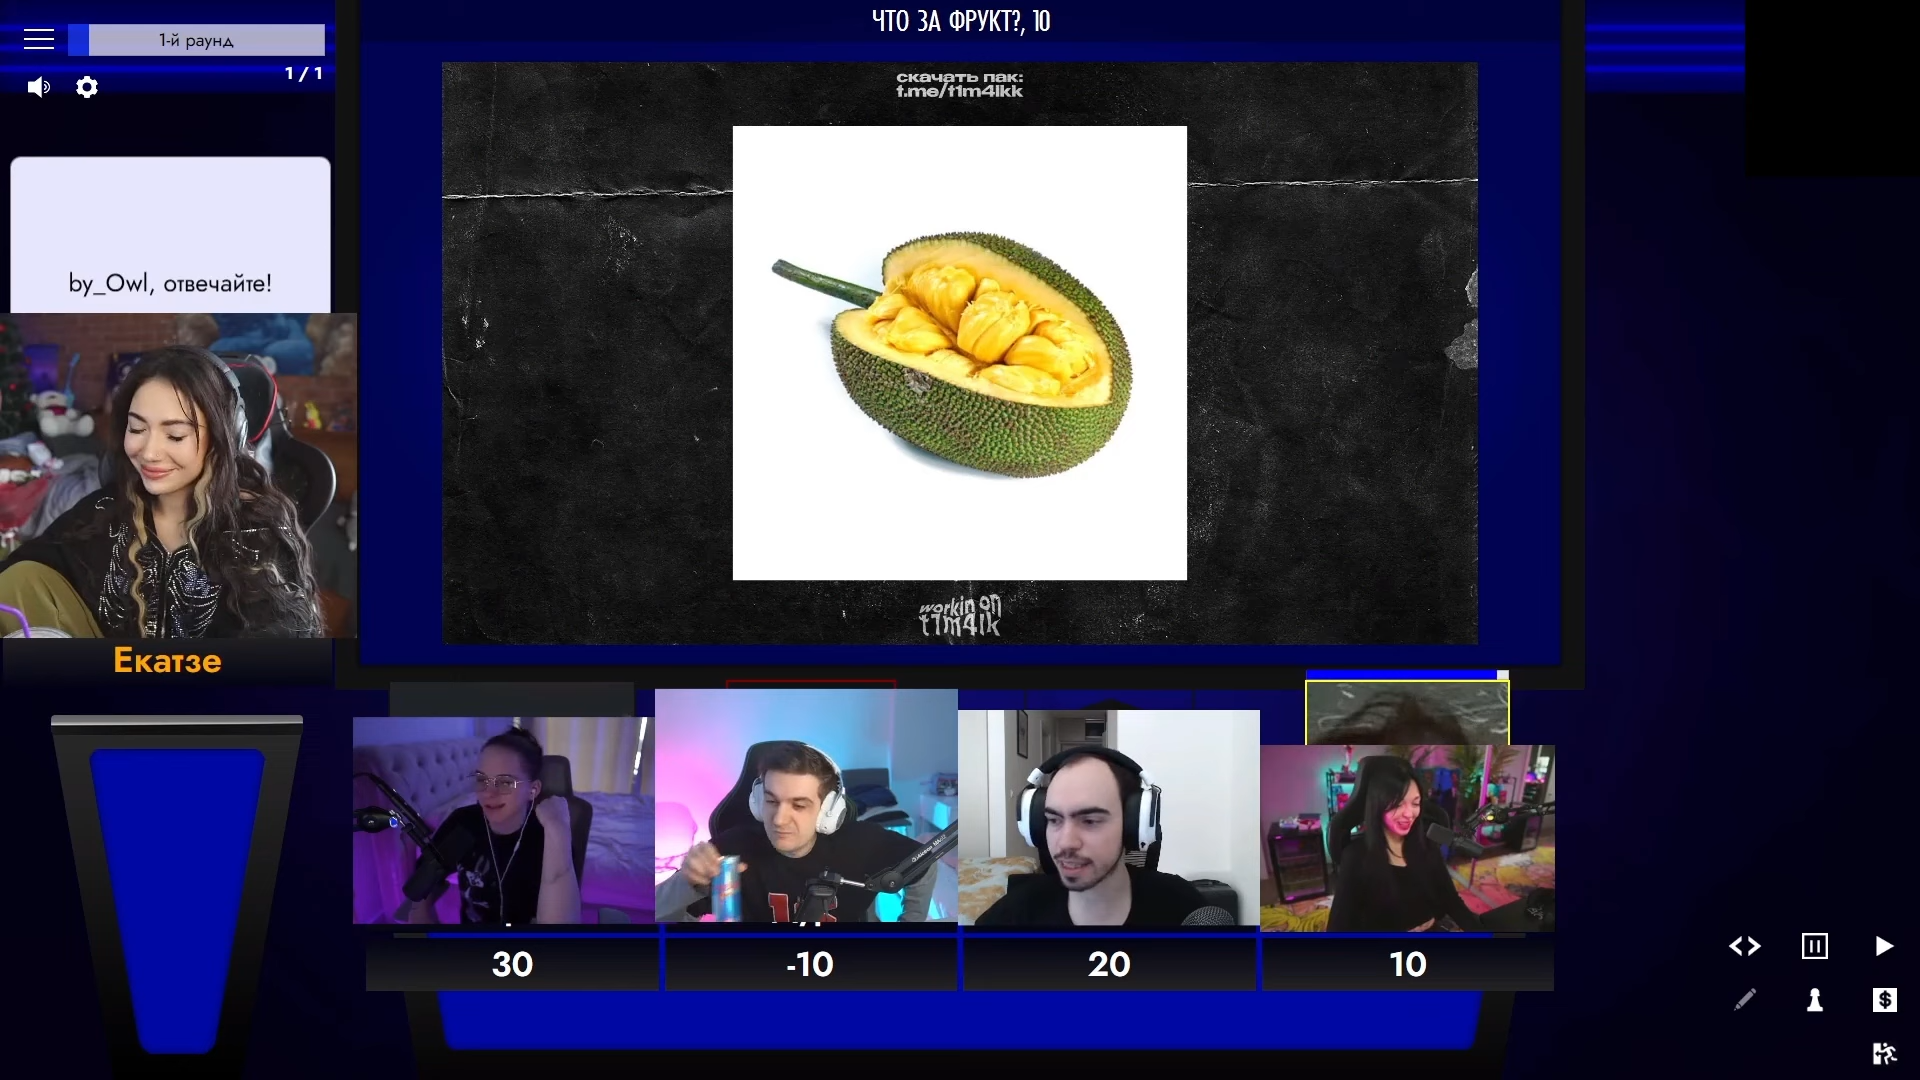 ЧТО ЗА ФРУКТ?, 10
1-й раунд
1 / 1
скачать пак:
t.me/t1m4lkk
by_Owl, отвечайте!
workin on
t1m4lk
Екатзе
30
-10
20
10